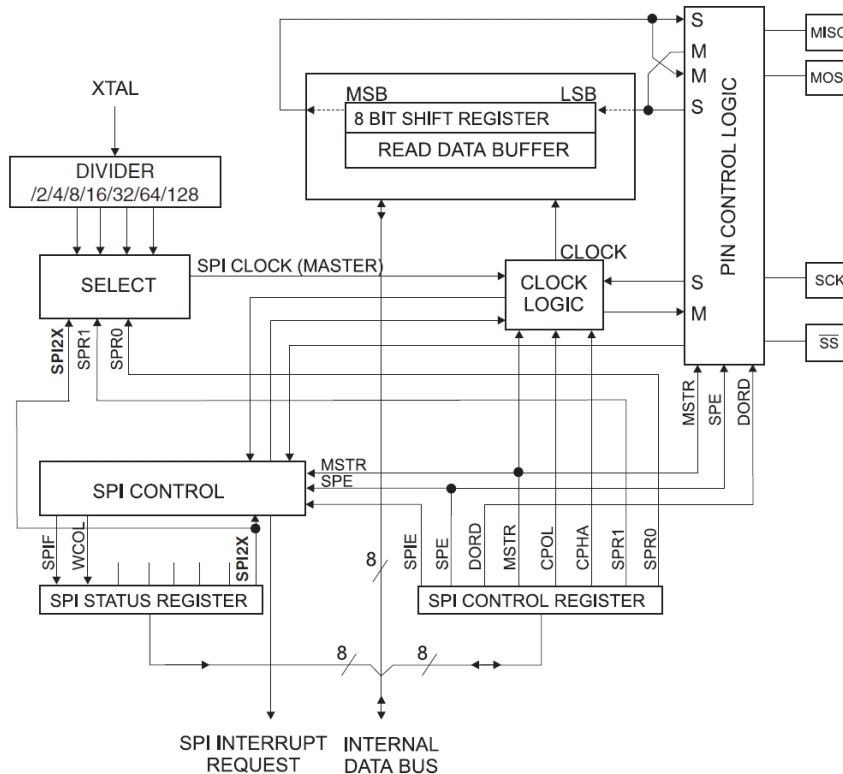 S
MISO
M
MOSI
M
S
XTAL
MSB
LSB
8 BIT SHIFT REGISTER
READ DATA BUFFER
DIVIDER
/2/4/8/16/32/64/128
PIN CONTROL LOGIC
SPI CLOCK (MASTER)
SELECT
CLOCK
CLOCK
LOGIC
S
M
SCK
SS
SPI2X
SPR1
SPR0
MSTR
SPE
DORD
MSTR
SPE
SPI CONTROL
SPIF
WCOL
SPI2X
8
SPIE
SPE
DORD
MSTR
CPOL
CPHA
SPR1
SPR0
SPI STATUS REGISTER
SPI CONTROL REGISTER
8
8
SPI INTERRUPT
REQUEST
INTERNAL
DATA BUS